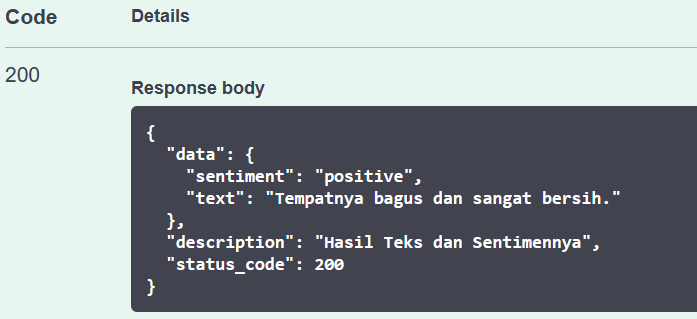 Code Details
200
Response body
{
  "data": {
    "sentiment": "positive",
    "text": "Tempatnya bagus dan sangat bersih."
  },
  "description": "Hasil Teks dan Sentimennya",
  "status_code": 200
}